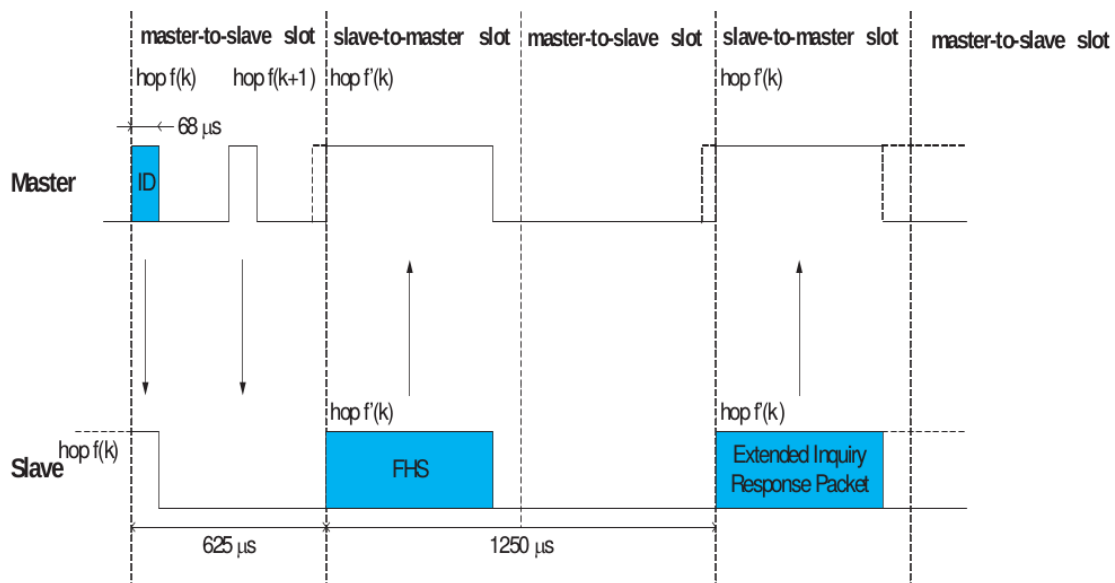 master-to-slave slot
slave-to-master slot
master-to-slave slot
slave-to-master slot
master-to-slave slot
hop f(k)
hop f(k+1)
hop f'(k)
hop f'(k)
68 μs
Master
ID
hop f'(k)
hop f'(k)
hop f(k)
Slave
FHS
Extended Inquiry
Response Packet
625 μs
1250 μs